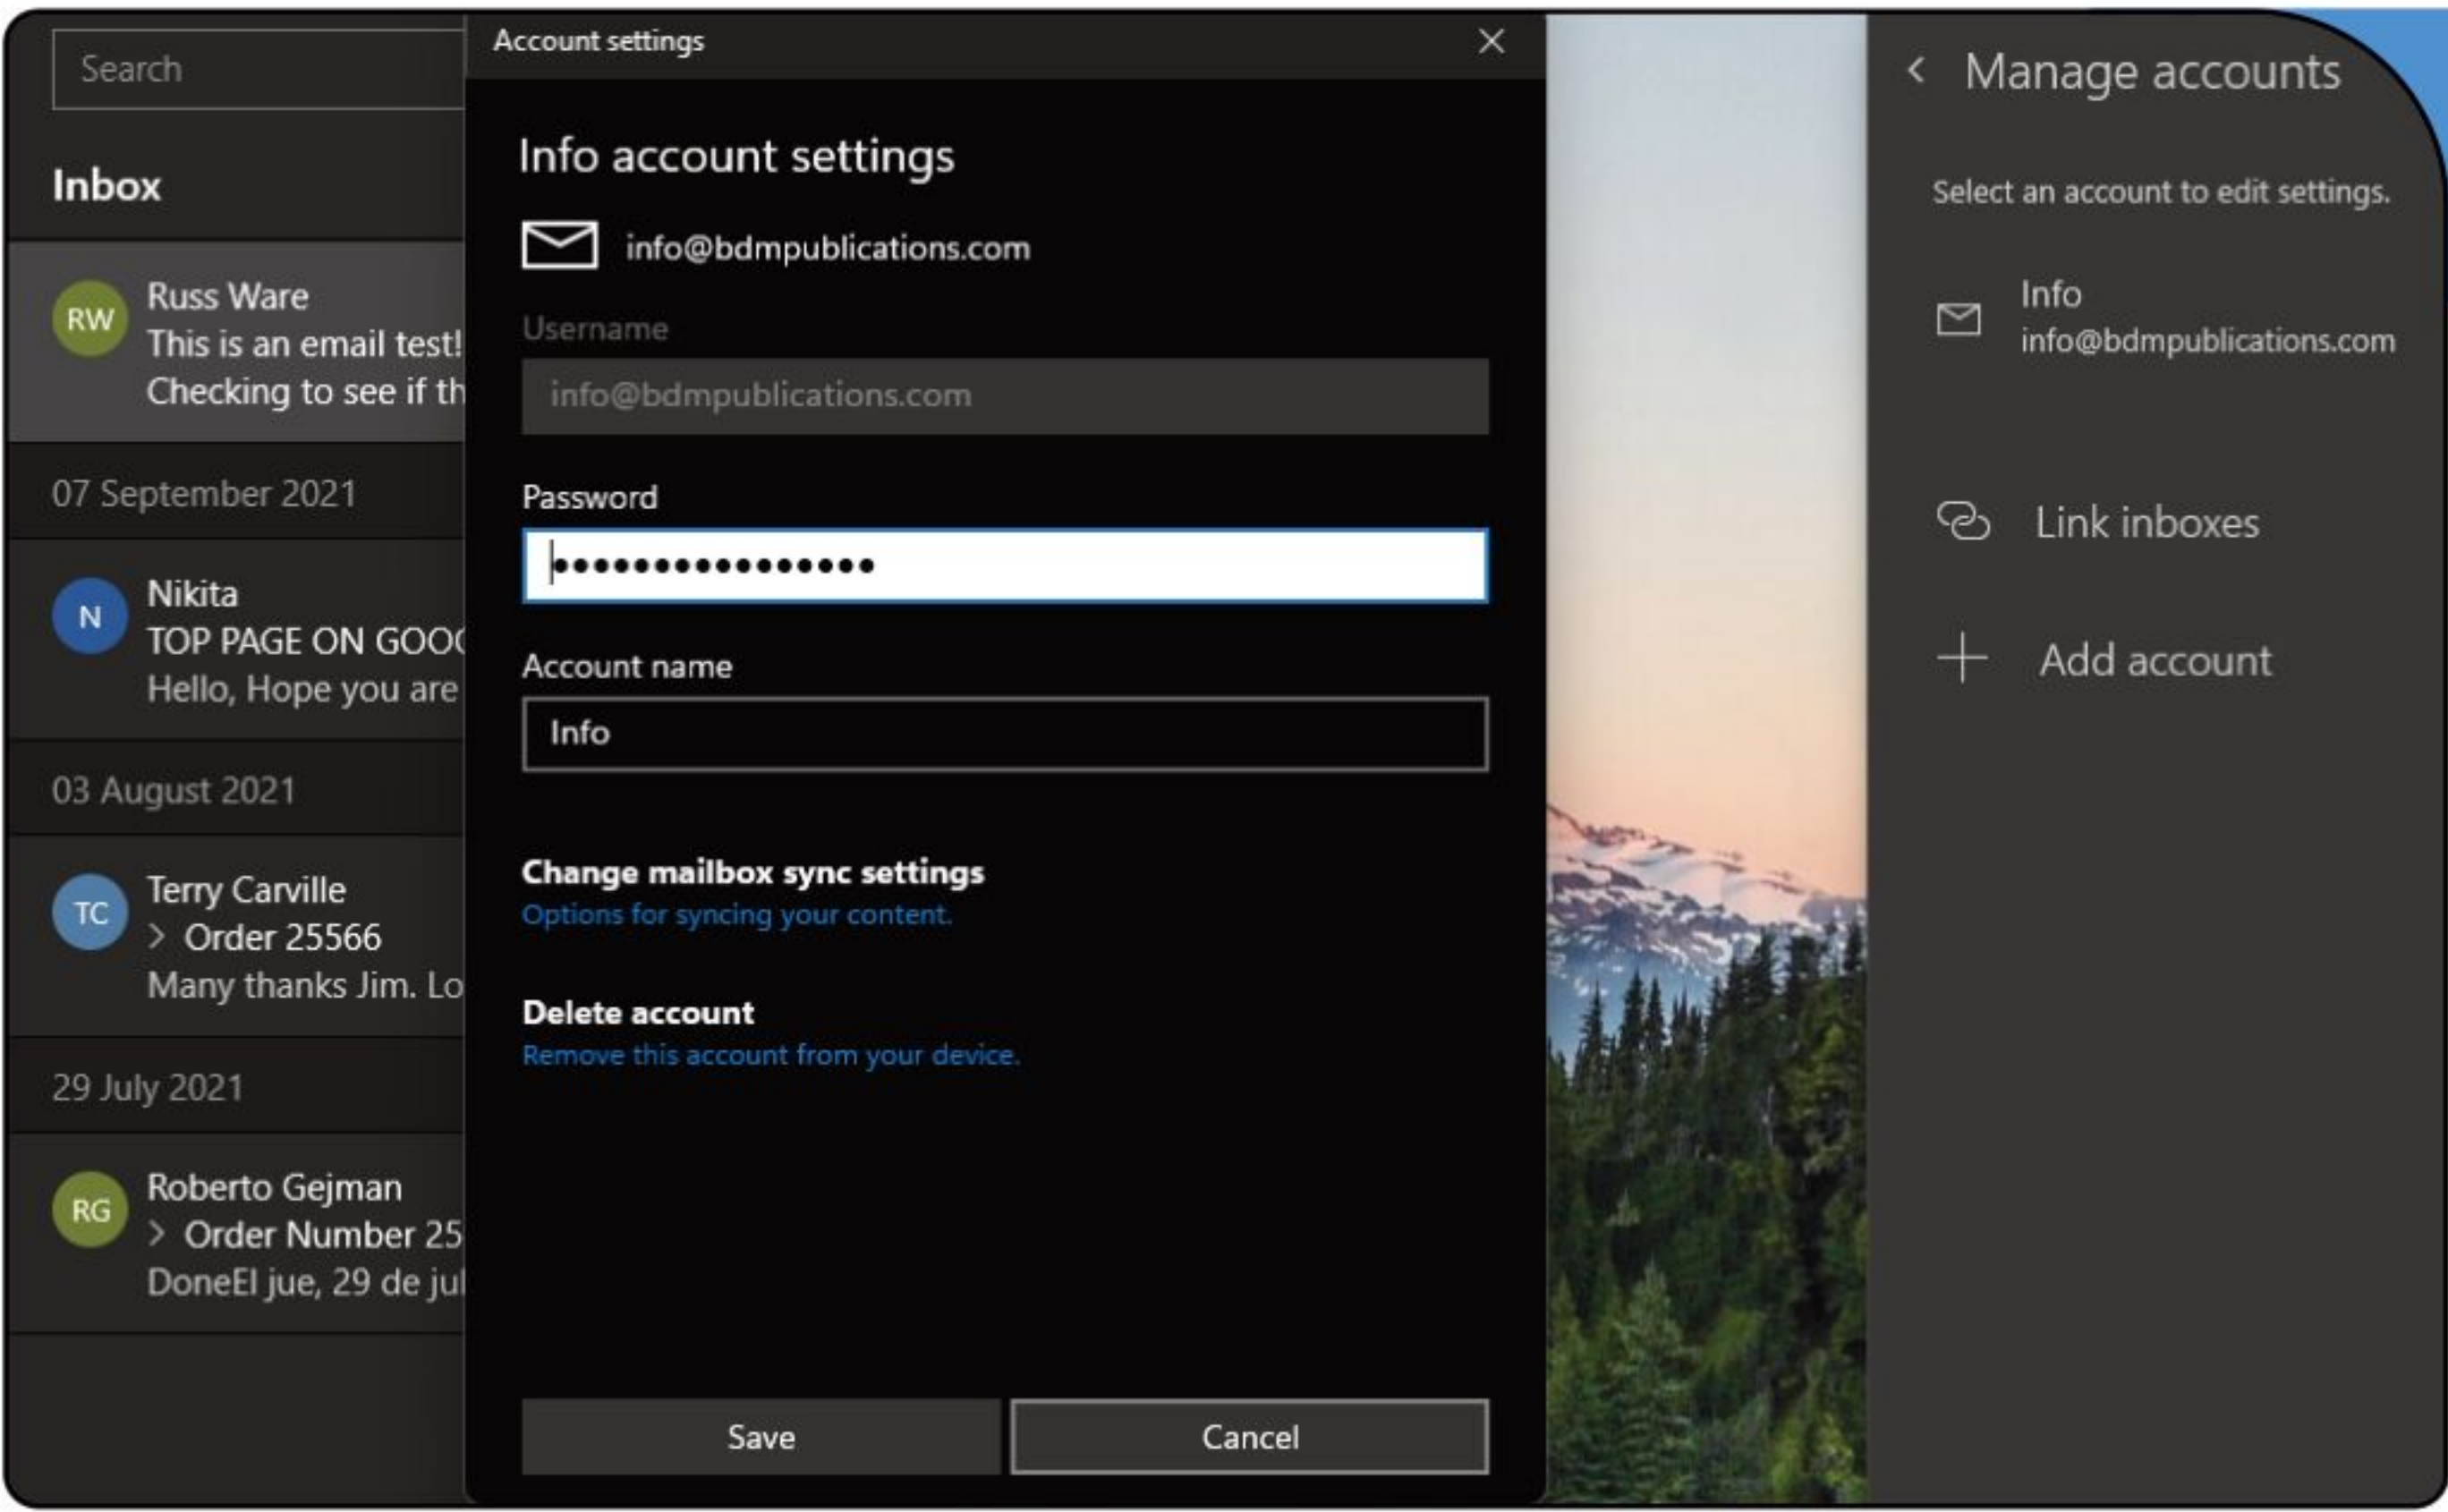 Search
Inbox
RW
Russ Ware
This is an email test!
Checking to see if th
07 September 2021
N
Nikita
TOP PAGE ON GOO
Hello, Hope you are
03 August 2021
TC
Terry Carville
> Order 25566
Many thanks Jim. Lo
29 July 2021
RG
Roberto Gejman
> Order Number 25
DoneEl jue, 29 de jul
Account settings
Info account settings
info@bdmpublications.com
Username
info@bdmpublications.com
Password
Account name
Info
Change mailbox sync settings
Options for syncing your content.
Delete account
Remove this account from your device.
Save
Cancel
Manage accounts
Select an account to edit settings.
Info
info@bdmpublications.com
Link inboxes
Add account